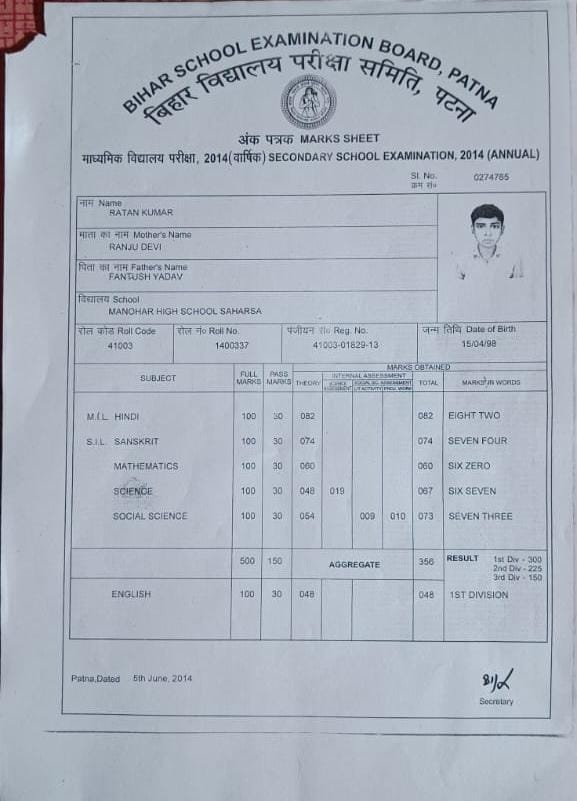 BIHAR SCHOOL EXAMINATION BOARD, PATNA
बिहार विद्यालय परीक्षा समिति, पटना
अंक पत्रक MARKS SHEET
माध्यमिक विद्यालय परीक्षा, 2014(वार्षिक) SECONDARY SCHOOL EXAMINATION, 2014 (ANNUAL)
Sl. No. 0274765
क्रम सं०
नाम Name
RATAN KUMAR
माता का नाम Mother's Name
RANJU DEVI
पिता का नाम Father's Name
FANTUSH YADAV
विद्यालय School
MANOHAR HIGH SCHOOL SAHARSA
रोल कोड Roll Code रोल नं० Roll No. पंजीयन सं० Reg. No. जन्म तिथि Date of Birth
41003 1400337 41003-01829-13 15/04/98
MARKS OBTAINED
SUBJECT FULL MARKS PASS MARKS THEORY INTERNAL ASSESSMENT TOTAL MARKS IN WORDS
M.I.L. HINDI 100 30 082 082 EIGHT TWO
S.I.L. SANSKRIT 100 30 074 074 SEVEN FOUR
MATHEMATICS 100 30 060 060 SIX ZERO
SCIENCE 100 30 048 019 067 SIX SEVEN
SOCIAL SCIENCE 100 30 054 009 010 073 SEVEN THREE
500 150 AGGREGATE 356 RESULT 1st Div - 300
2nd Div - 225
3rd Div - 150
ENGLISH 100 30 048 048 1ST DIVISION
Patna,Dated 5th June, 2014
Secretary